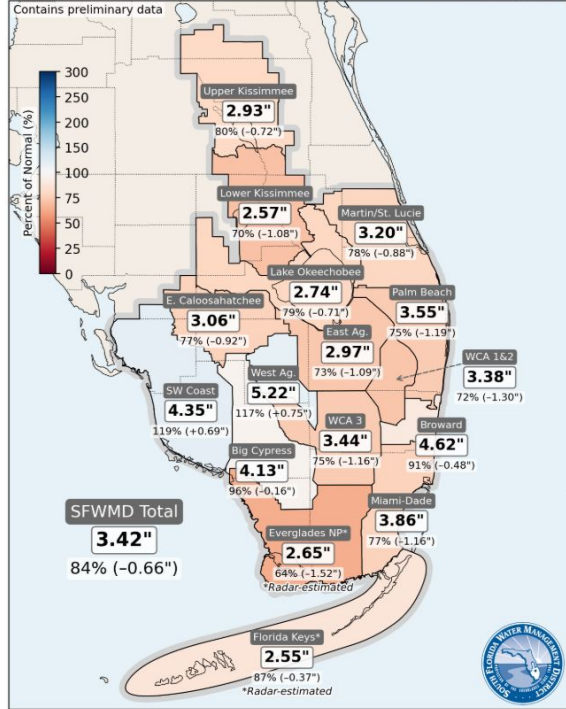 Contains preliminary data
Percent of Normal (%)
300
250
200
150
100
75
50
25
0
Upper Kissimmee
2.93"
80% (–0.72")
Lower Kissimmee
2.57"
70% (–1.08")
Martin/St. Lucie
3.20"
78% (–0.88")
Lake Okeechobee
2.74"
79% (–0.71")
E. Caloosahatchee
3.06"
77% (–0.92")
Palm Beach
3.55"
75% (–1.19")
East Ag.
2.97"
73% (–1.09")
WCA 1&2
3.38"
72% (–1.30")
West Ag.
5.22"
117% (+0.75")
SW Coast
4.35"
119% (+0.69")
WCA 3
3.44"
75% (–1.16")
Broward
4.62"
91% (–0.48")
Big Cypress
4.13"
96% (–0.16")
Miami-Dade
3.86"
77% (–1.16")
SFWMD Total
3.42"
84% (–0.66")
Everglades NP*
2.65"
64% (–1.52")
*Radar-estimated
Florida Keys*
2.55"
87% (–0.37")
*Radar-estimated
SOUTH FLORIDA WATER MANAGEMENT DISTRICT